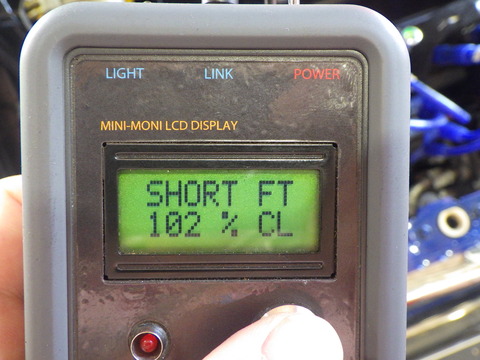 LIGHT LINK POWER
MINI-MONI LCD DISPLAY
SHORT FT
102 % CL